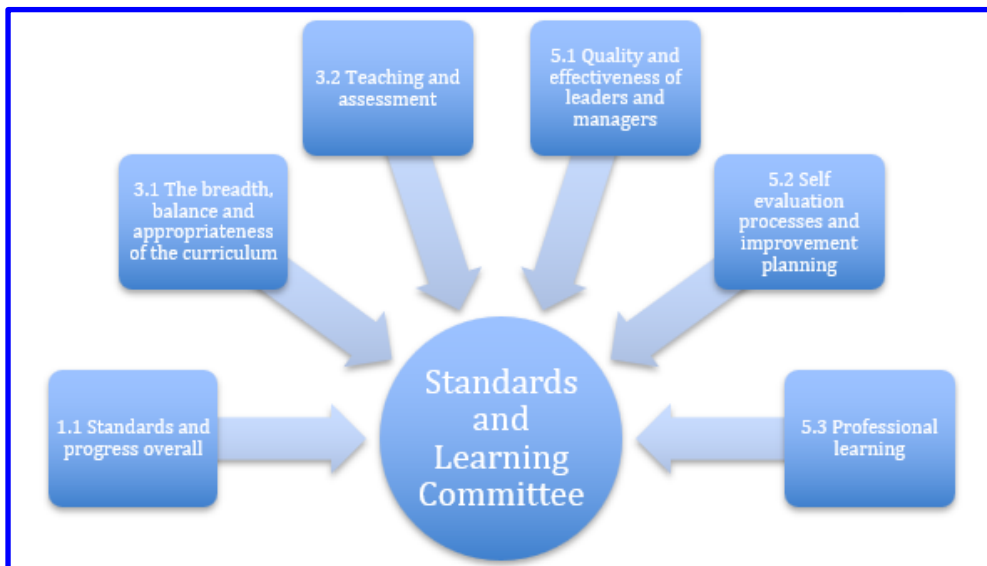 3.2 Teaching and
assessment
5.1 Quality and
effectiveness of
leaders and
managers
3.1 The breadth,
balance and
appropriateness
of the curriculum
5.2 Self
evaluation
processes and
improvement
planning
1.1 Standards and
progress overall
Standards
and
Learning
Committee
5.3 Professional
learning